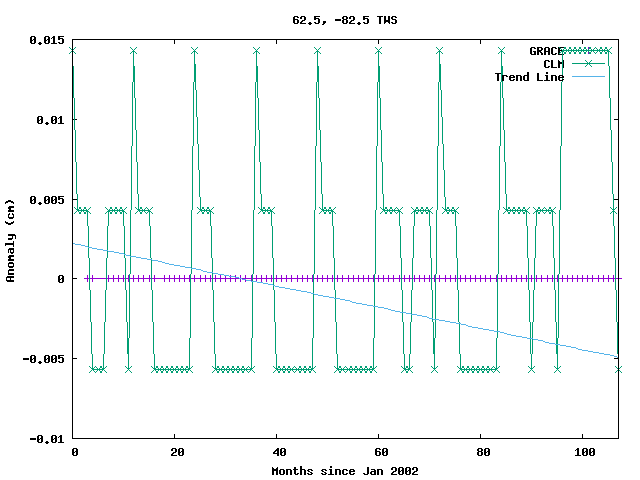 62.5, -82.5 TWS
0.015
GRACE
CLM
Trend Line
0.01
0.005
Anomaly (cm)
0
-0.005
-0.01
0 20 40 60 80 100
Months since Jan 2002